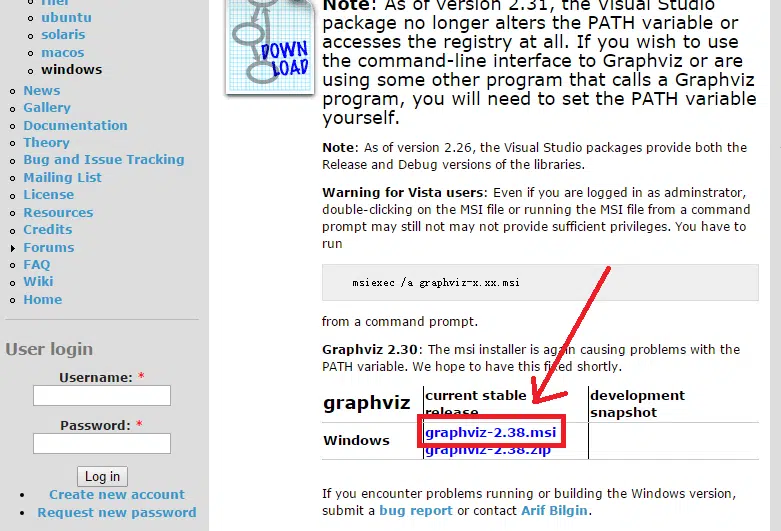 rhel
ubuntu
solaris
macos
windows
News
Gallery
Documentation
Theory
Bug and Issue Tracking
Mailing List
License
Resources
Credits
Forums
FAQ
Wiki
Home
User login
Username: *
Password: *
Log in
Create new account
Request new password
DOWN
LOAD
Note: As of version 2.31, the Visual Studio
package no longer alters the PATH variable or
accesses the registry at all. If you wish to use
the command-line interface to Graphviz or are
using some other program that calls a Graphviz
program, you will need to set the PATH variable
yourself.
Note: As of version 2.26, the Visual Studio packages provide both the
Release and Debug versions of the libraries.
Warning for Vista users: Even if you are logged in as adminstrator,
double-clicking on the MSI file or running the MSI file from a command
prompt may still not may not provide sufficient privileges. You have to
run
msiexec /a graphviz-x.xx.msi
from a command prompt.
Graphviz 2.30: The msi installer is again causing problems with the
PATH variable. We hope to have this fixed shortly.
graphviz
current stable
release
development
snapshot
Windows
graphviz-2.38.msi
graphviz-2.38.zip
If you encounter problems running or building the Windows version,
submit a bug report or contact Arif Bilgin.